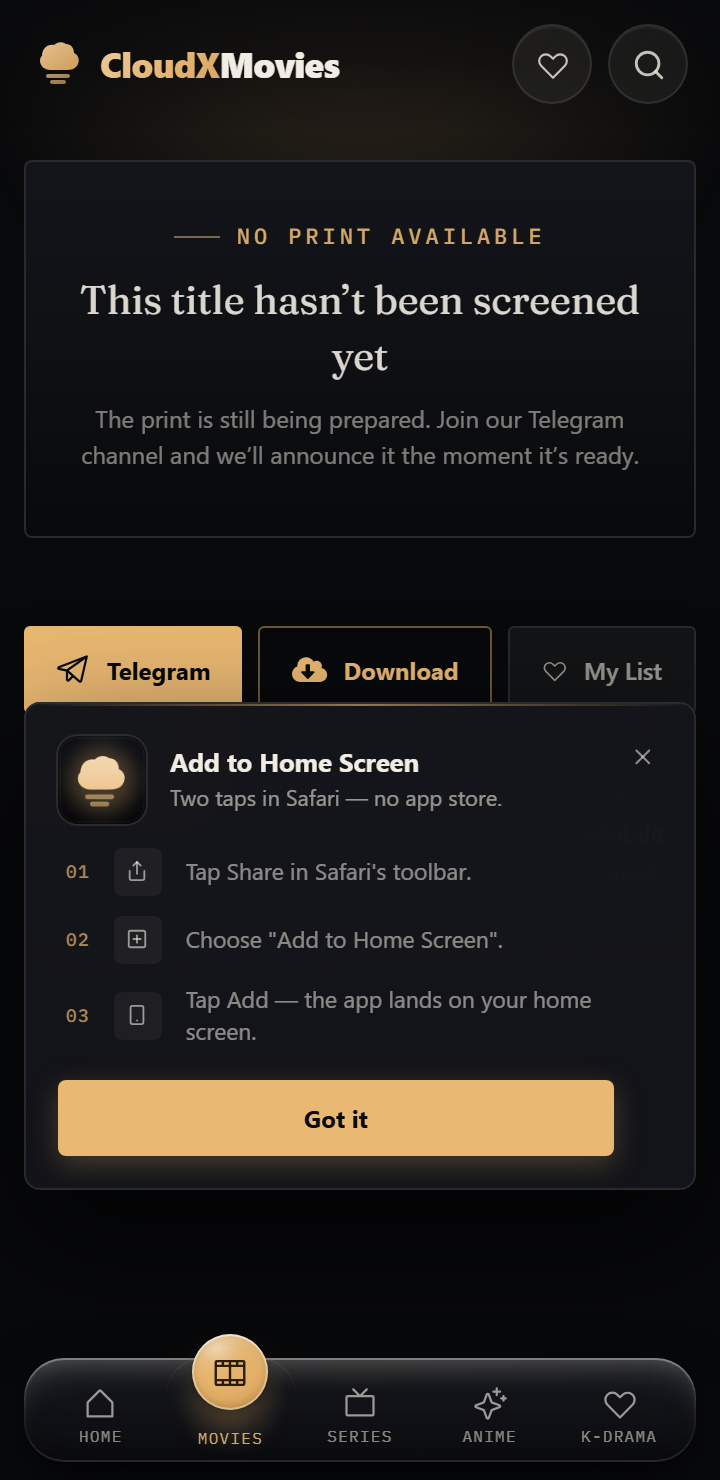 CloudXMovies
NO PRINT AVAILABLE
This title hasn’t been screened
yet
The print is still being prepared. Join our Telegram
channel and we’ll announce it the moment it’s ready.
Telegram
Download
My List
Add to Home Screen
Two taps in Safari — no app store.
01 Tap Share in Safari's toolbar.
02 Choose "Add to Home Screen".
03 Tap Add — the app lands on your home
screen.
Got it
HOME
MOVIES
SERIES
ANIME
K-DRAMA